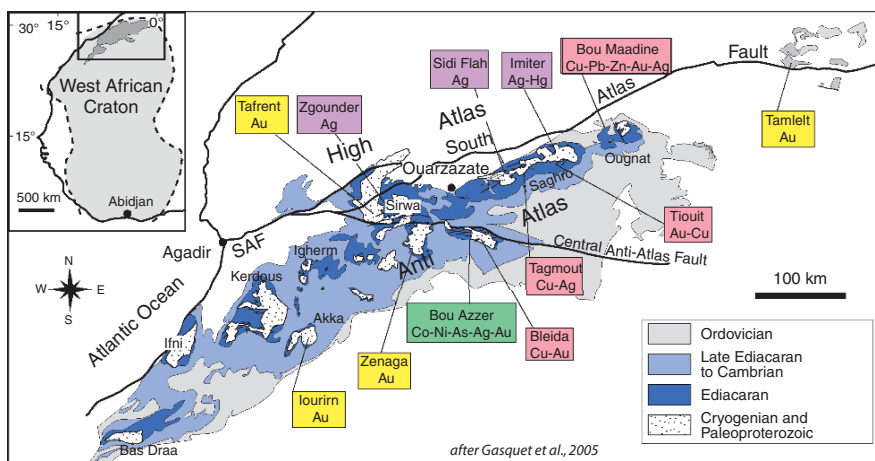 30°
15°
0°
West African
Craton
15°
500 km
Abidjan
Tafrent
Au
Zgounder
Ag
Sidi Flah
Ag
Imiter
Ag-Hg
Bou Maadine
Cu-Pb-Zn-Au-Ag
Fault
Tamlelt
Au
Atlas
South
Atlas
High
Ouarzazate
Ougnat
Saghro
Sirwa
Atlas
Tiouit
Au-Cu
Agadir
SAF
Central Anti-Atlas Fault
Igherm
Anti
Tagmout
Cu-Ag
100 km
N
W
E
S
Kerdous
Atlantic Ocean
Akka
Bou Azzer
Co-Ni-As-Ag-Au
Bleida
Cu-Au
Ifni
Zenaga
Au
Iourirn
Au
Bas Draa
Ordovician
Late Ediacaran
to Cambrian
Ediacaran
Cryogenian and
Paleoproterozoic
after Gasquet et al., 2005